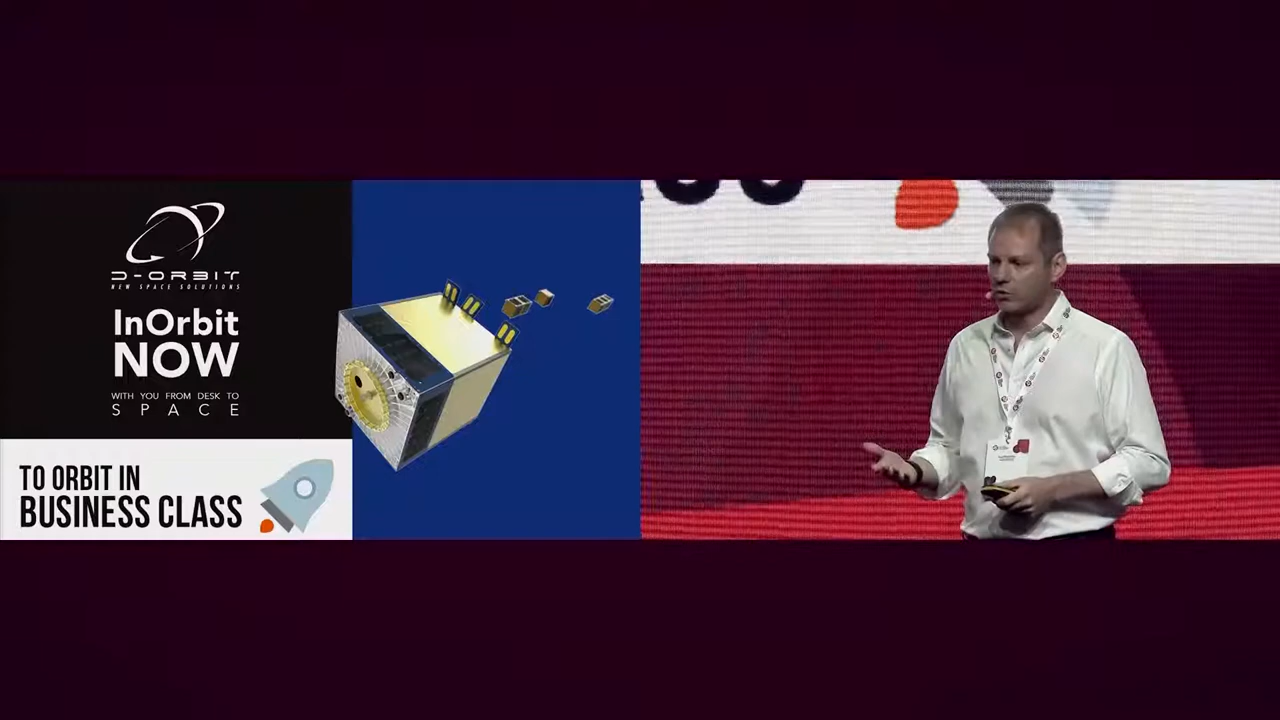 D-ORBIT
NEW SPACE SOLUTIONS
InOrbit
NOW
WITH YOU FROM DESK TO
SPACE
TO ORBIT IN
BUSINESS CLASS